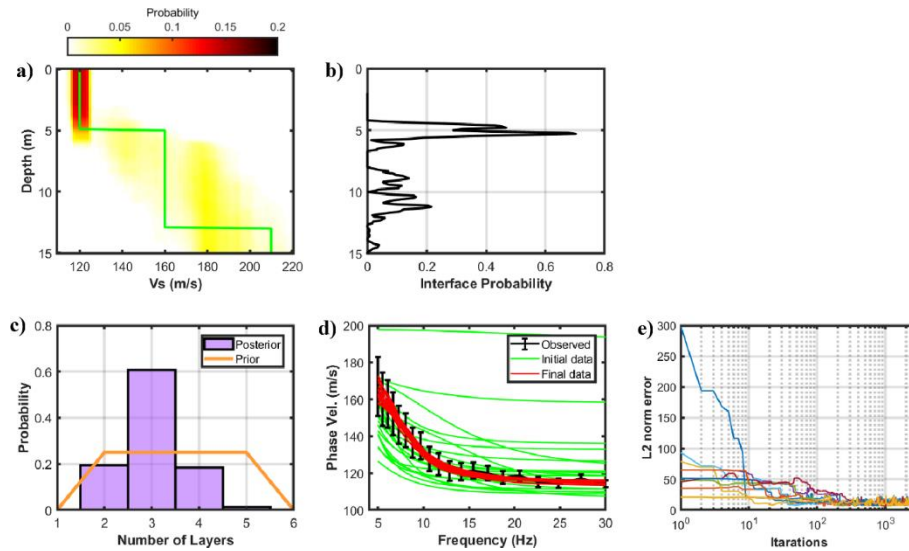 Probability
0 0.05 0.1 0.15 0.2
a)
0
5
10
15
Depth (m)
120 140 160 180 200 220
Vs (m/s)
b)
0
5
10
15
0 0.2 0.4 0.6 0.8
Interface Probability
c)
0.8
0.6
0.4
0.2
0
Probability
Posterior
Prior
1 2 3 4 5 6
Number of Layers
d)
200
180
160
140
120
100
Phase Vel. (m/s)
Observed
Initial data
Final data
5 10 15 20 25 30
Frequency (Hz)
e)
300
250
200
150
100
50
0
L2 norm error
10^0 10^1 10^2 10^3
Itarations